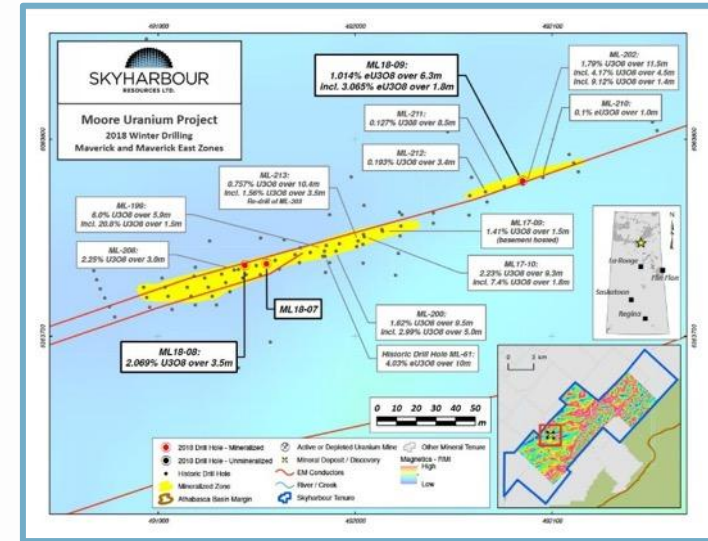 491900
492000
492100
SKYHARBOUR
RESOURCES LTD.
Moore Uranium Project
2018 Winter Drilling
Maverick and Maverick East Zones
ML18-09:
1.014% eU3O8 over 6.3m
incl. 3.065% eU3O8 over 1.8m
ML-202:
1.79% U3O8 over 11.5m
incl. 4.17% U3O8 over 4.5m
incl. 9.12% U3O8 over 1.4m
ML-211:
0.127% U3O8 over 8.5m
ML-210:
0.1% eU3O8 over 1.0m
ML-212:
0.193% U3O8 over 3.4m
ML-213:
0.757% U3O8 over 10.4m
incl. 1.56% U3O8 over 3.5m
ML-199:
6.0% U3O8 over 5.9m
incl. 20.8% U3O8 over 1.5m
ML-208:
2.25% U3O8 over 3.0m
ML17-09:
1.41% U3O8 over 1.5m
(basement hosted)
ML17-10:
2.23% U3O8 over 9.3m
incl. 7.4% U3O8 over 1.8m
ML18-07
ML-200:
1.62% U3O8 over 9.5m
incl. 2.99% U3O8 over 5.0m
ML18-08:
2.069% U3O8 over 3.5m
Historic Drill Hole ML-61:
4.03% eU3O8 over 10m
La Ronge
Flin Flon
Saskatoon
Regina
0 10 20 30 40 50
m
0 2 km
2018 Drill Hole - Mineralized
2018 Drill Hole - Unmineralized
Historic Drill Hole
Mineralized Zone
Athabasca Basin Margin
Active or Depleted Uranium Mine
Mineral Deposit / Discovery
EM Conductors
River / Creek
Skyharbour Tenure
Other Mineral Tenure
Magnetics - RMI
High
Low
491900
492000
492100